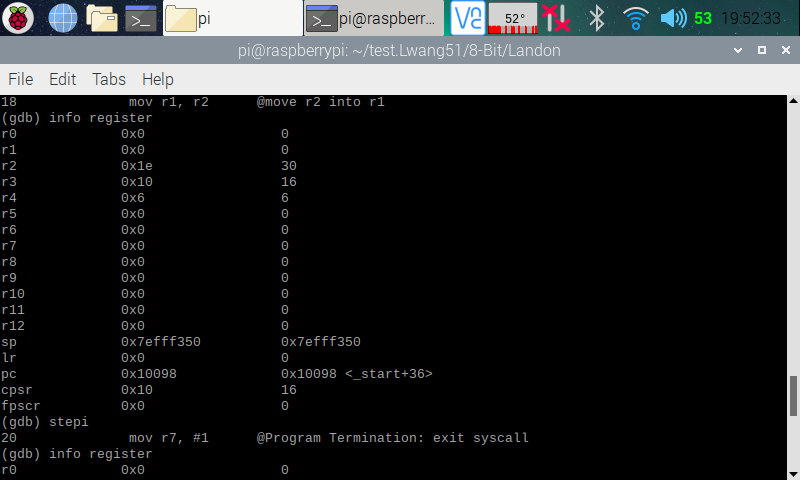 pi
pi@raspberr...
52°
53
19:52:33
pi@raspberrypi: ~/test.Lwang51/8-Bit/Landon
File Edit Tabs Help
18 mov r1, r2 @move r2 into r1
(gdb) info register
r0 0x0 0
r1 0x0 0
r2 0x1e 30
r3 0x10 16
r4 0x6 6
r5 0x0 0
r6 0x0 0
r7 0x0 0
r8 0x0 0
r9 0x0 0
r10 0x0 0
r11 0x0 0
r12 0x0 0
sp 0x7efff350 0x7efff350
lr 0x0 0
pc 0x10098 0x10098 <_start+36>
cpsr 0x10 16
fpscr 0x0 0
(gdb) stepi
20 mov r7, #1 @Program Termination: exit syscall
(gdb) info register
r0 0x0 0